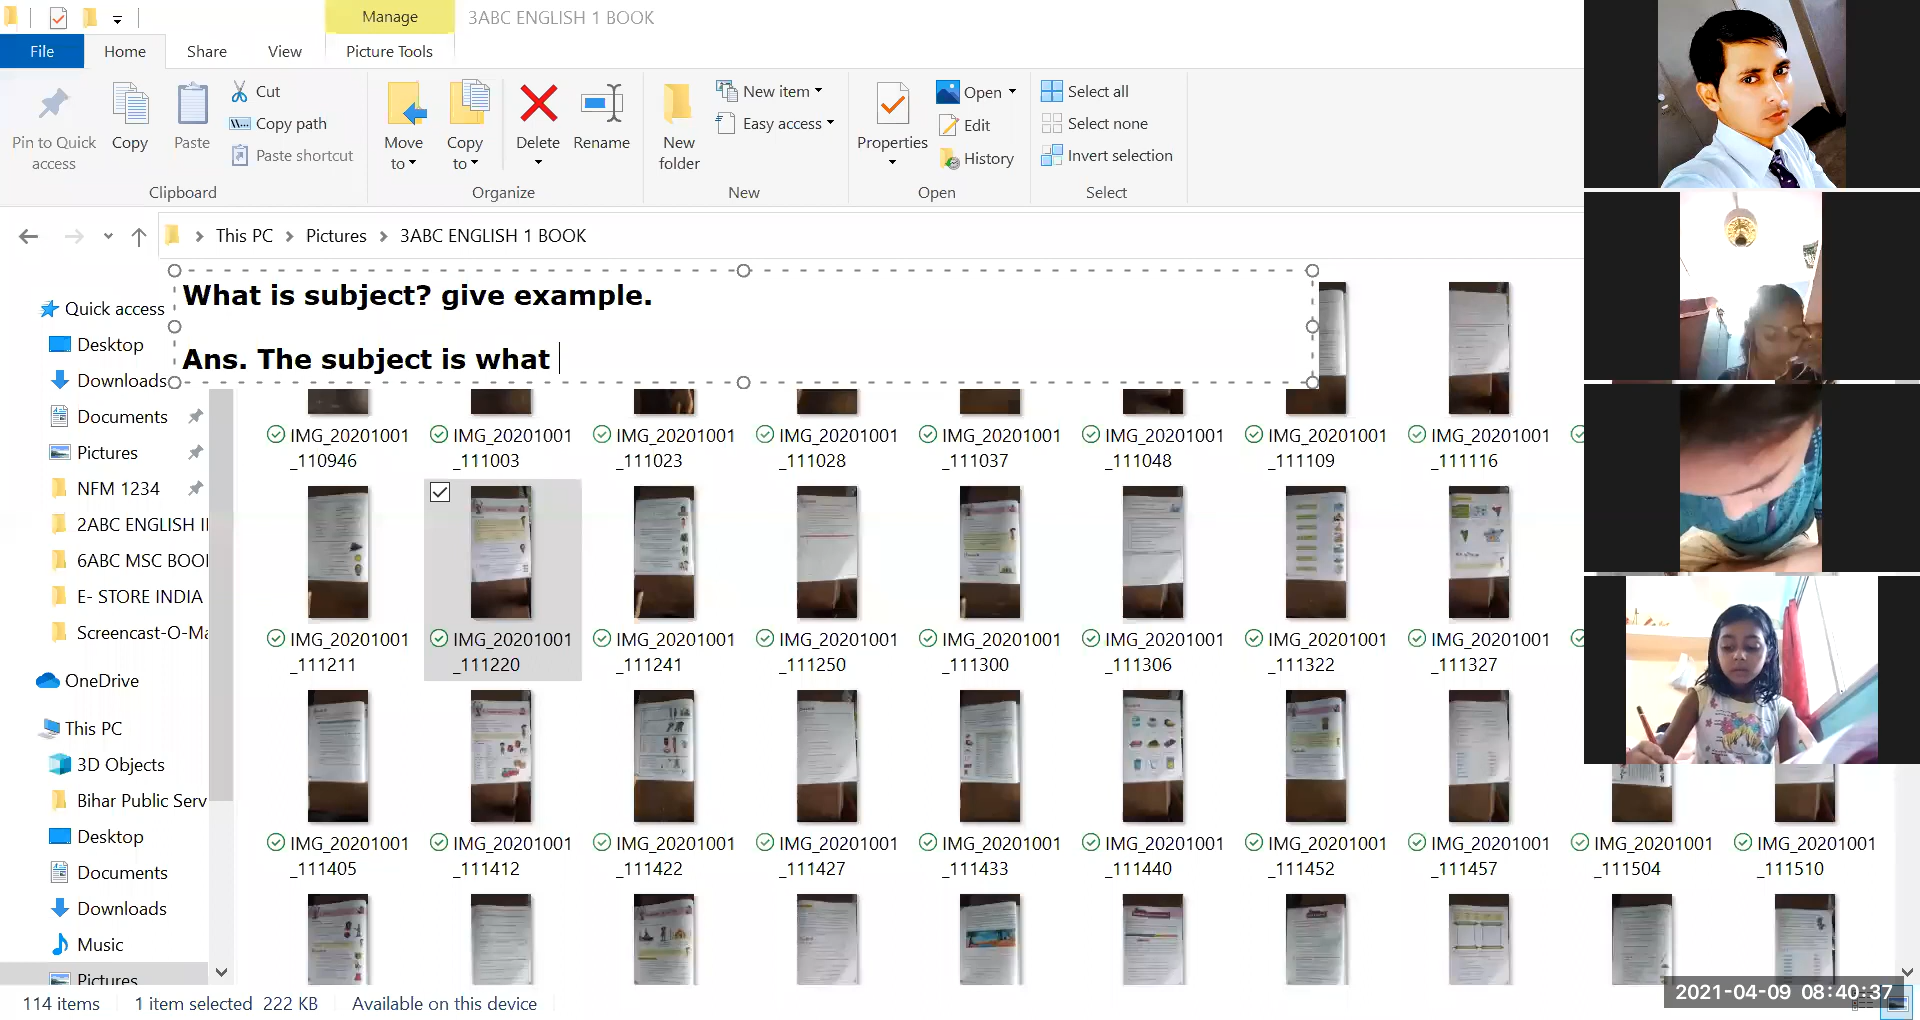 Manage
3ABC ENGLISH 1 BOOK
File
Home
Share
View
Picture Tools
Pin to Quick access
Copy
Paste
Cut
Copy path
Paste shortcut
Clipboard
Move to
Copy to
Delete
Rename
Organize
New folder
New item
Easy access
New
Properties
Open
Edit
History
Open
Select all
Select none
Invert selection
Select
This PC
Pictures
3ABC ENGLISH 1 BOOK
What is subject? give example.
Ans. The subject is what
Quick access
Desktop
Downloads
Documents
Pictures
NFM 1234
2ABC ENGLISH II
6ABC MSC BOO
E- STORE INDIA
Screencast-O-Ma
OneDrive
This PC
3D Objects
Bihar Public Serv
Desktop
Documents
Downloads
Music
Pictures
IMG_20201001_110946
IMG_20201001_111003
IMG_20201001_111023
IMG_20201001_111028
IMG_20201001_111037
IMG_20201001_111048
IMG_20201001_111109
IMG_20201001_111116
IMG_20201001_111211
IMG_20201001_111220
IMG_20201001_111241
IMG_20201001_111250
IMG_20201001_111300
IMG_20201001_111306
IMG_20201001_111322
IMG_20201001_111327
IMG_20201001_111405
IMG_20201001_111412
IMG_20201001_111422
IMG_20201001_111427
IMG_20201001_111433
IMG_20201001_111440
IMG_20201001_111452
IMG_20201001_111457
IMG_20201001_111504
IMG_20201001_111510
114 items
1 item selected 222 KB
Available on this device
2021-04-09 08:40:37